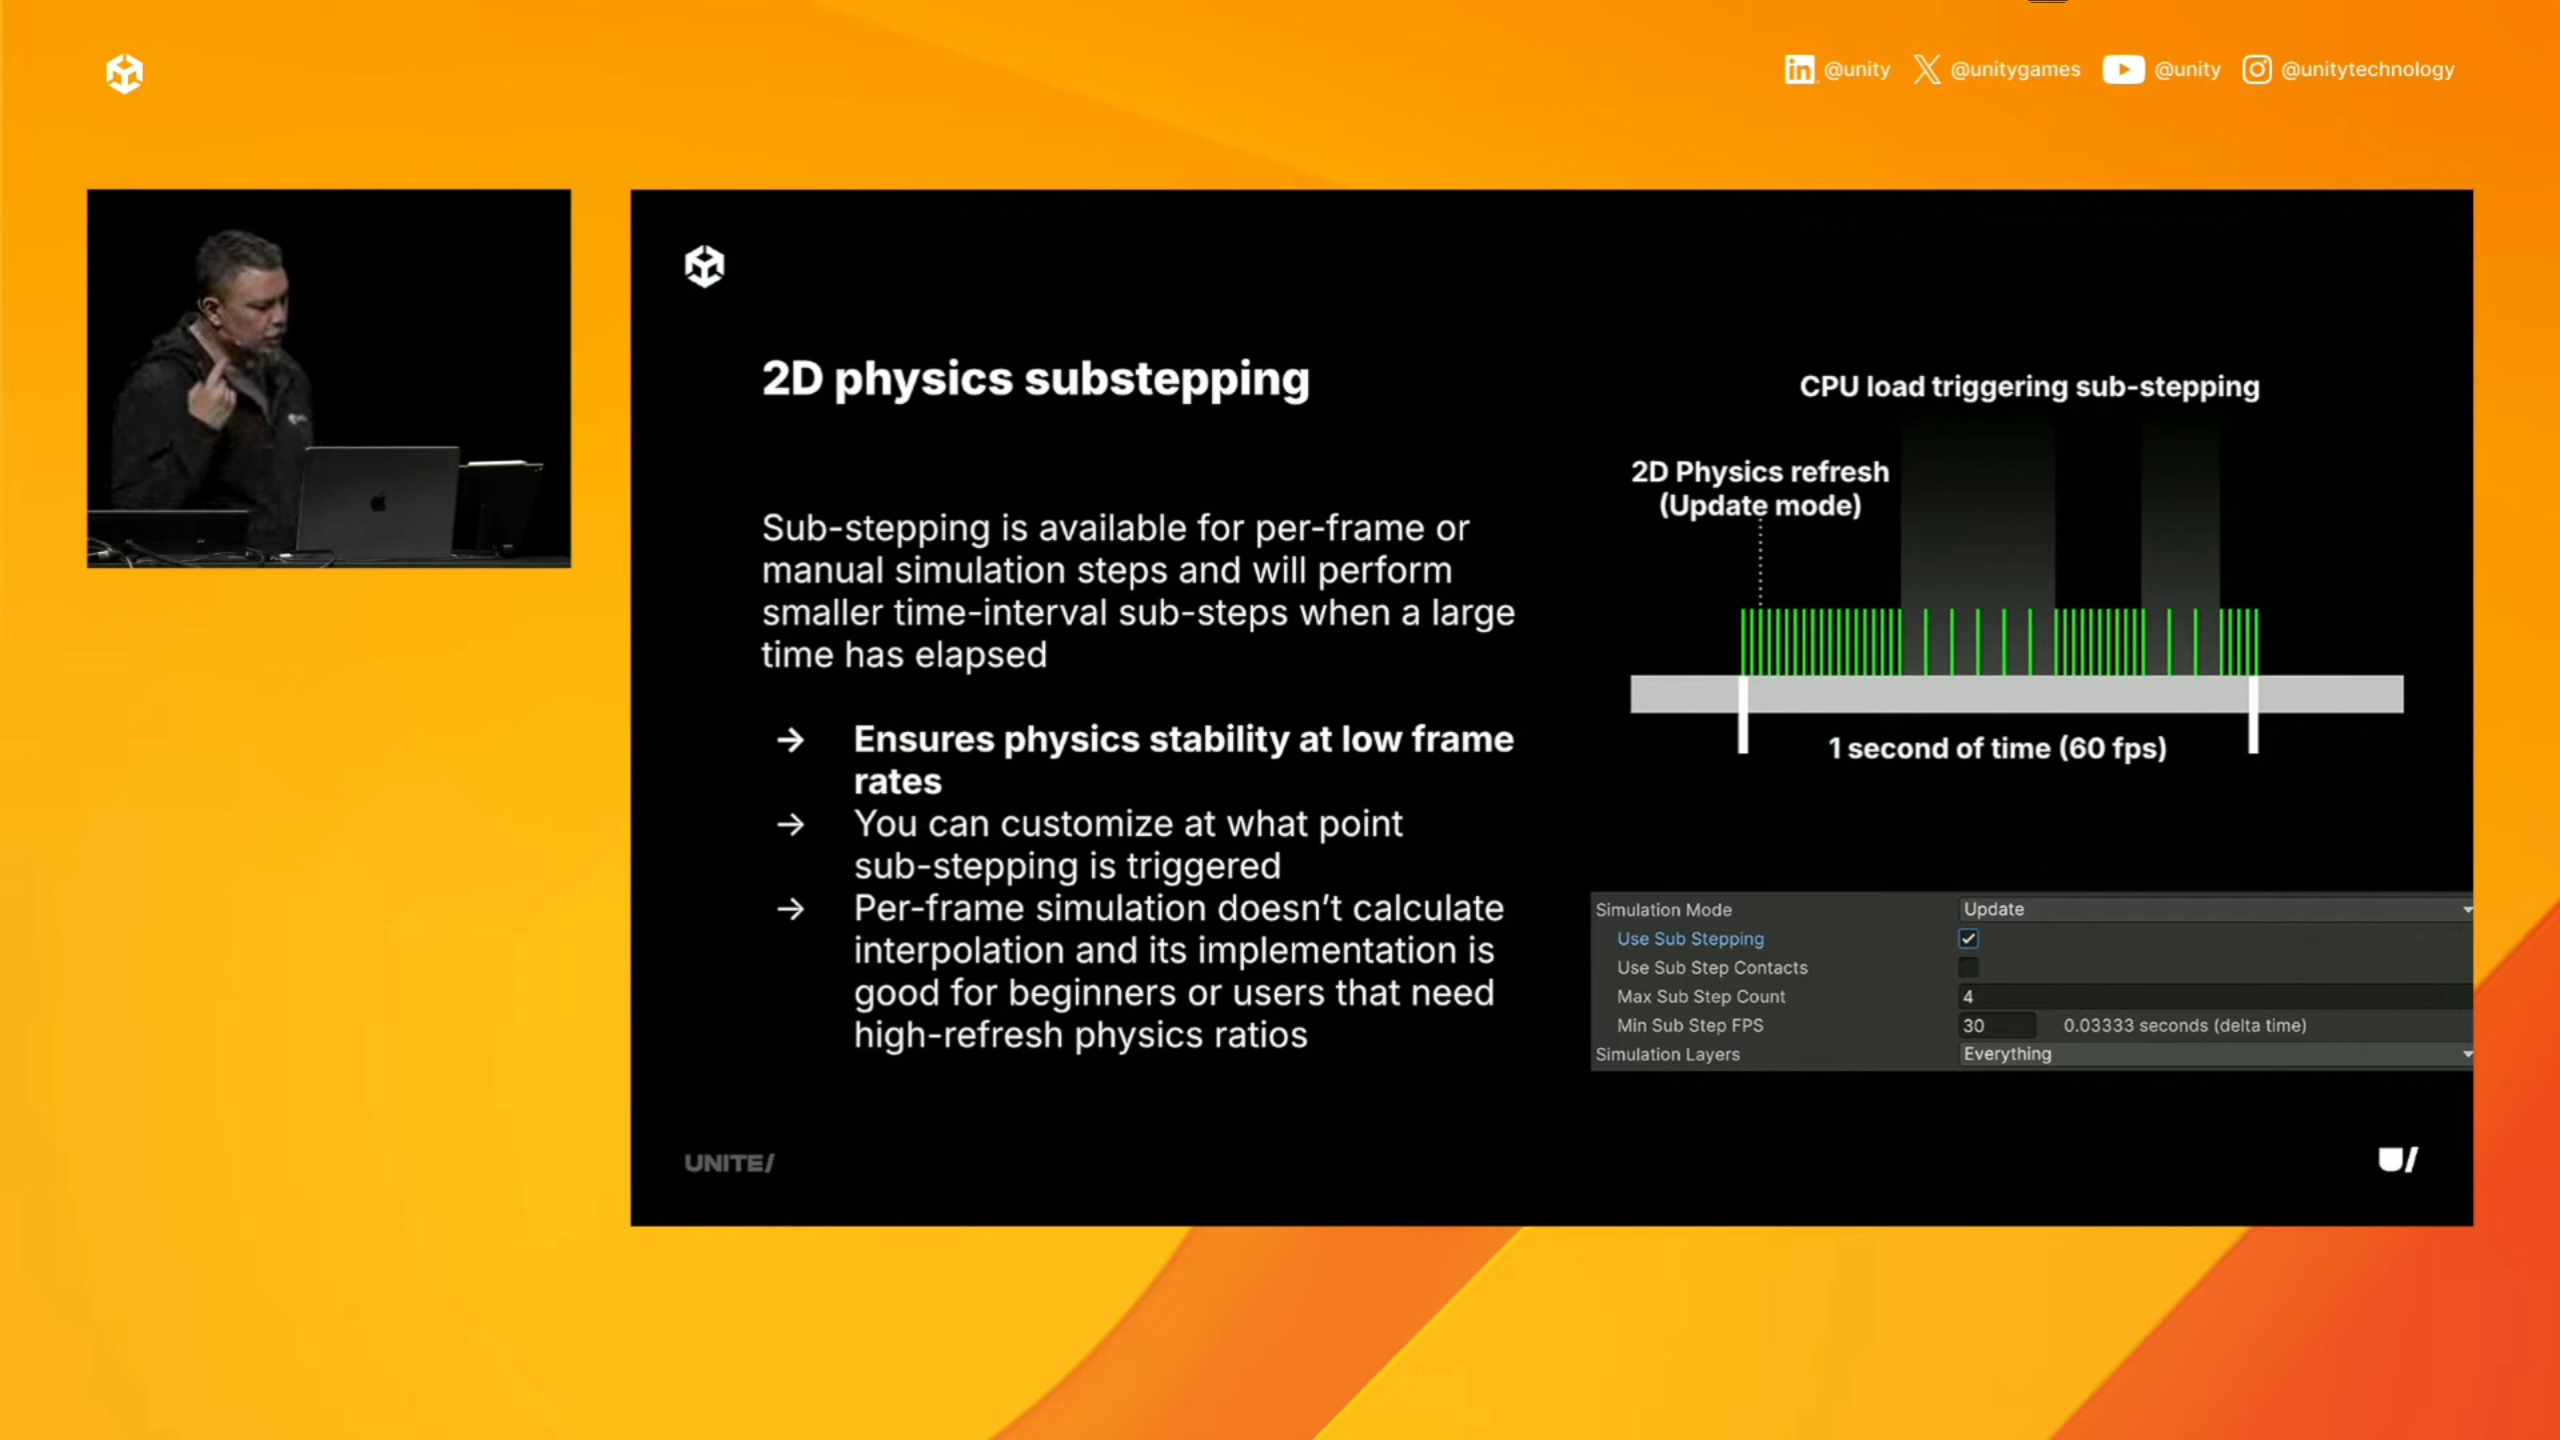 @unity @unitygames @unity @unitytechnology
2D physics substepping
Sub-stepping is available for per-frame or
manual simulation steps and will perform
smaller time-interval sub-steps when a large
time has elapsed
→ Ensures physics stability at low frame
rates
→ You can customize at what point
sub-stepping is triggered
→ Per-frame simulation doesn’t calculate
interpolation and its implementation is
good for beginners or users that need
high-refresh physics ratios
CPU load triggering sub-stepping
2D Physics refresh
(Update mode)
1 second of time (60 fps)
Simulation Mode Update
Use Sub Stepping
Use Sub Step Contacts
Max Sub Step Count 4
Min Sub Step FPS 30 0.03333 seconds (delta time)
Simulation Layers Everything
UNITE/
U/